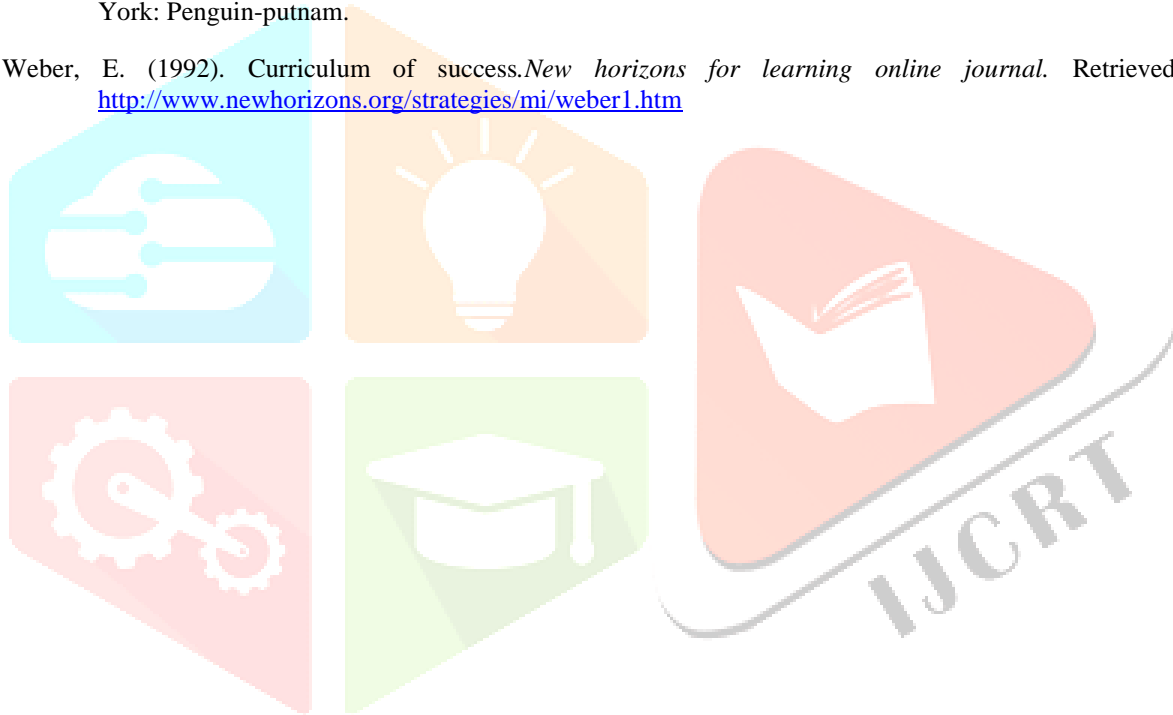 York: Penguin-putnam.
Weber, E. (1992). Curriculum of success.New horizons for learning online journal. Retrieved
http://www.newhorizons.org/strategies/mi/weber1.htm
IJCRT